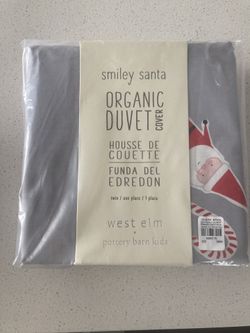 smiley santa
ORGANIC
DUVET COVER
HOUSSE DE
COUETTE
FUNDA DEL
EDREDON
twin / une place / 1 plaza
west elm
+
pottery barn kids